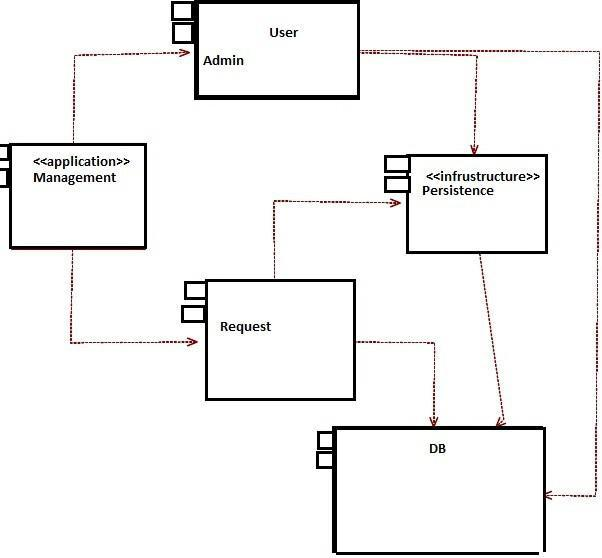 User
Admin
<<application>>
Management
<<infrustructure>>
Persistence
Request
DB